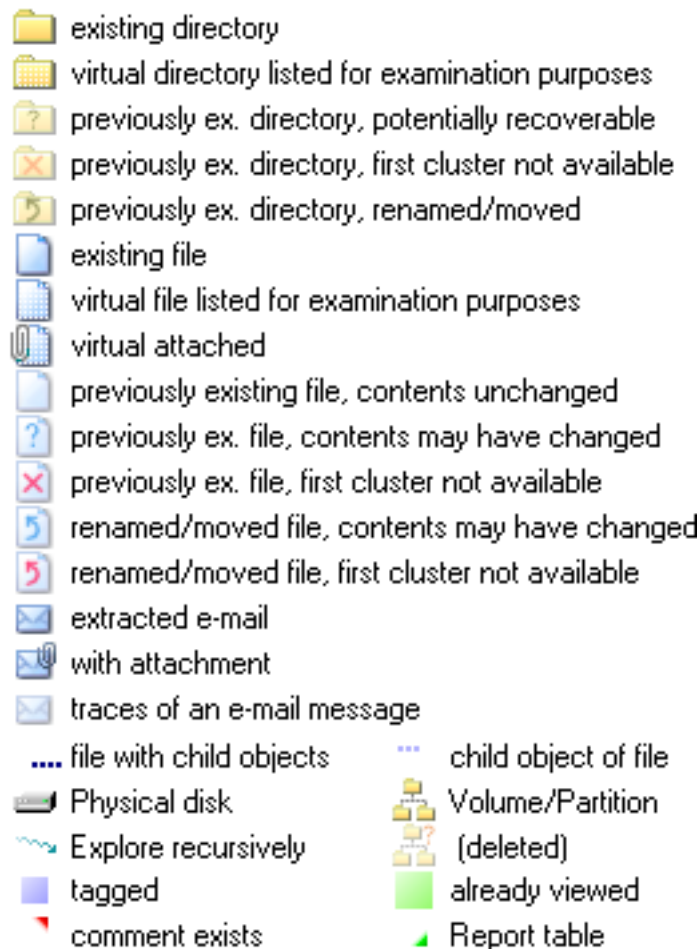 existing directory
virtual directory listed for examination purposes
previously ex. directory, potentially recoverable
previously ex. directory, first cluster not available
previously ex. directory, renamed/moved
existing file
virtual file listed for examination purposes
virtual attached
previously existing file, contents unchanged
previously ex. file, contents may have changed
previously ex. file, first cluster not available
renamed/moved file, contents may have changed
renamed/moved file, first cluster not available
extracted e-mail
with attachment
traces of an e-mail message
file with child objects child object of file
Physical disk Volume/Partition
Explore recursively (deleted)
tagged already viewed
comment exists Report table